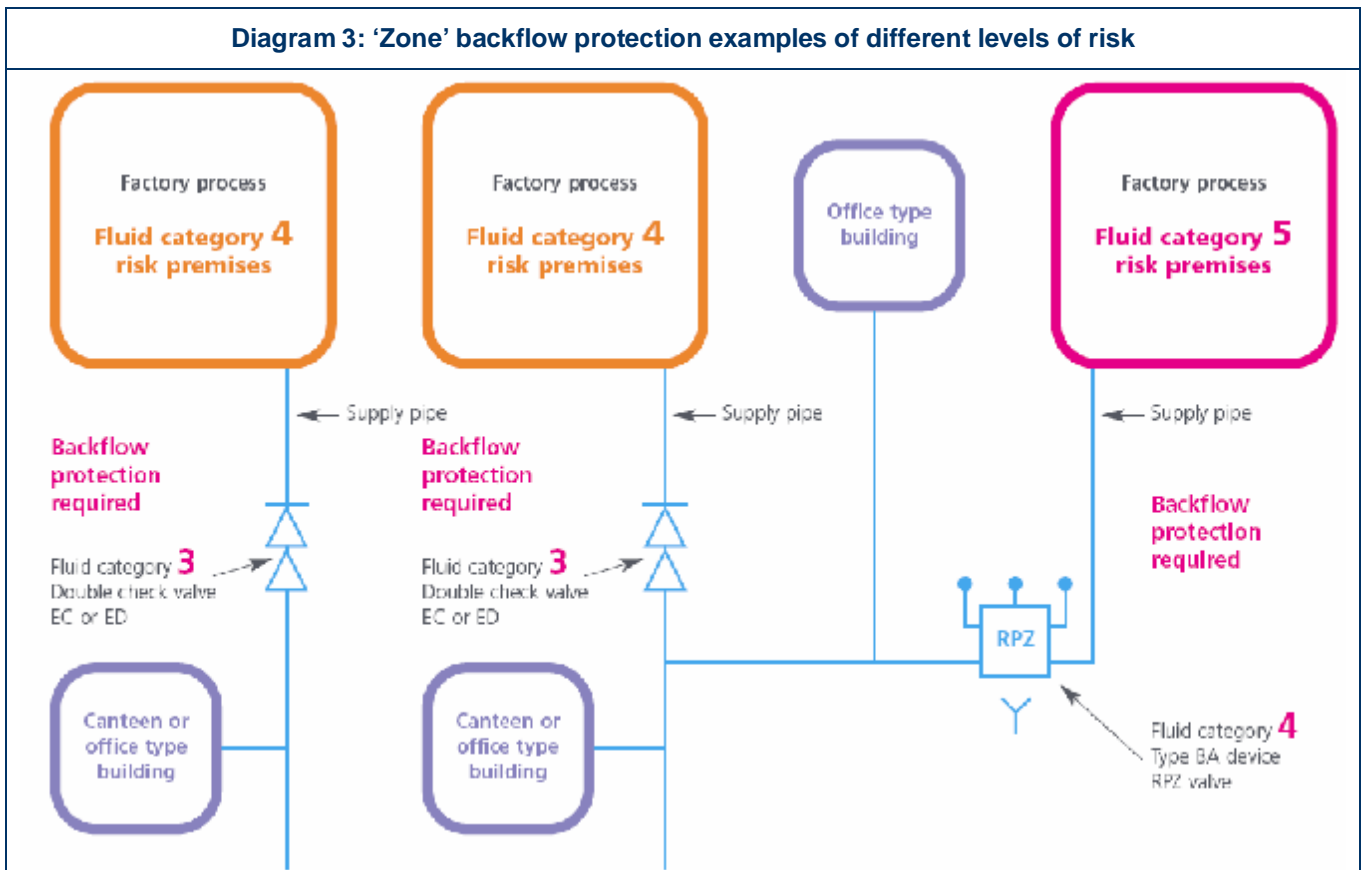 Diagram 3: ‘Zone’ backflow protection examples of different levels of risk
Factory process
Fluid category 4
risk premises
Factory process
Fluid category 4
risk premises
Office type
building
Factory process
Fluid category 5
risk premises
Supply pipe
Supply pipe
Supply pipe
Backflow
protection
required
Fluid category 3
Double check valve
EC or ED
Backflow
protection
required
Fluid category 3
Double check valve
EC or ED
Backflow
protection
required
RPZ
Fluid category 4
Type BA device
RPZ valve
Canteen or
office type
building
Canteen or
office type
building